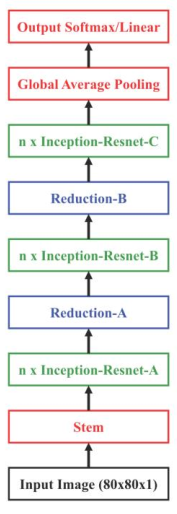 Output Softmax/Linear
Global Average Pooling
n x Inception-Resnet-C
Reduction-B
n x Inception-Resnet-B
Reduction-A
n x Inception-Resnet-A
Stem
Input Image (80x80x1)